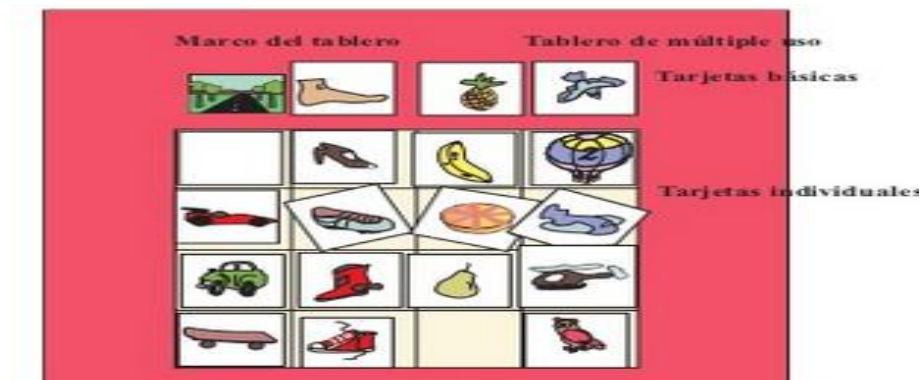 Marco del tablero
Tablero de múltiple uso
Tarjetas básicas
Tarjetas individuales